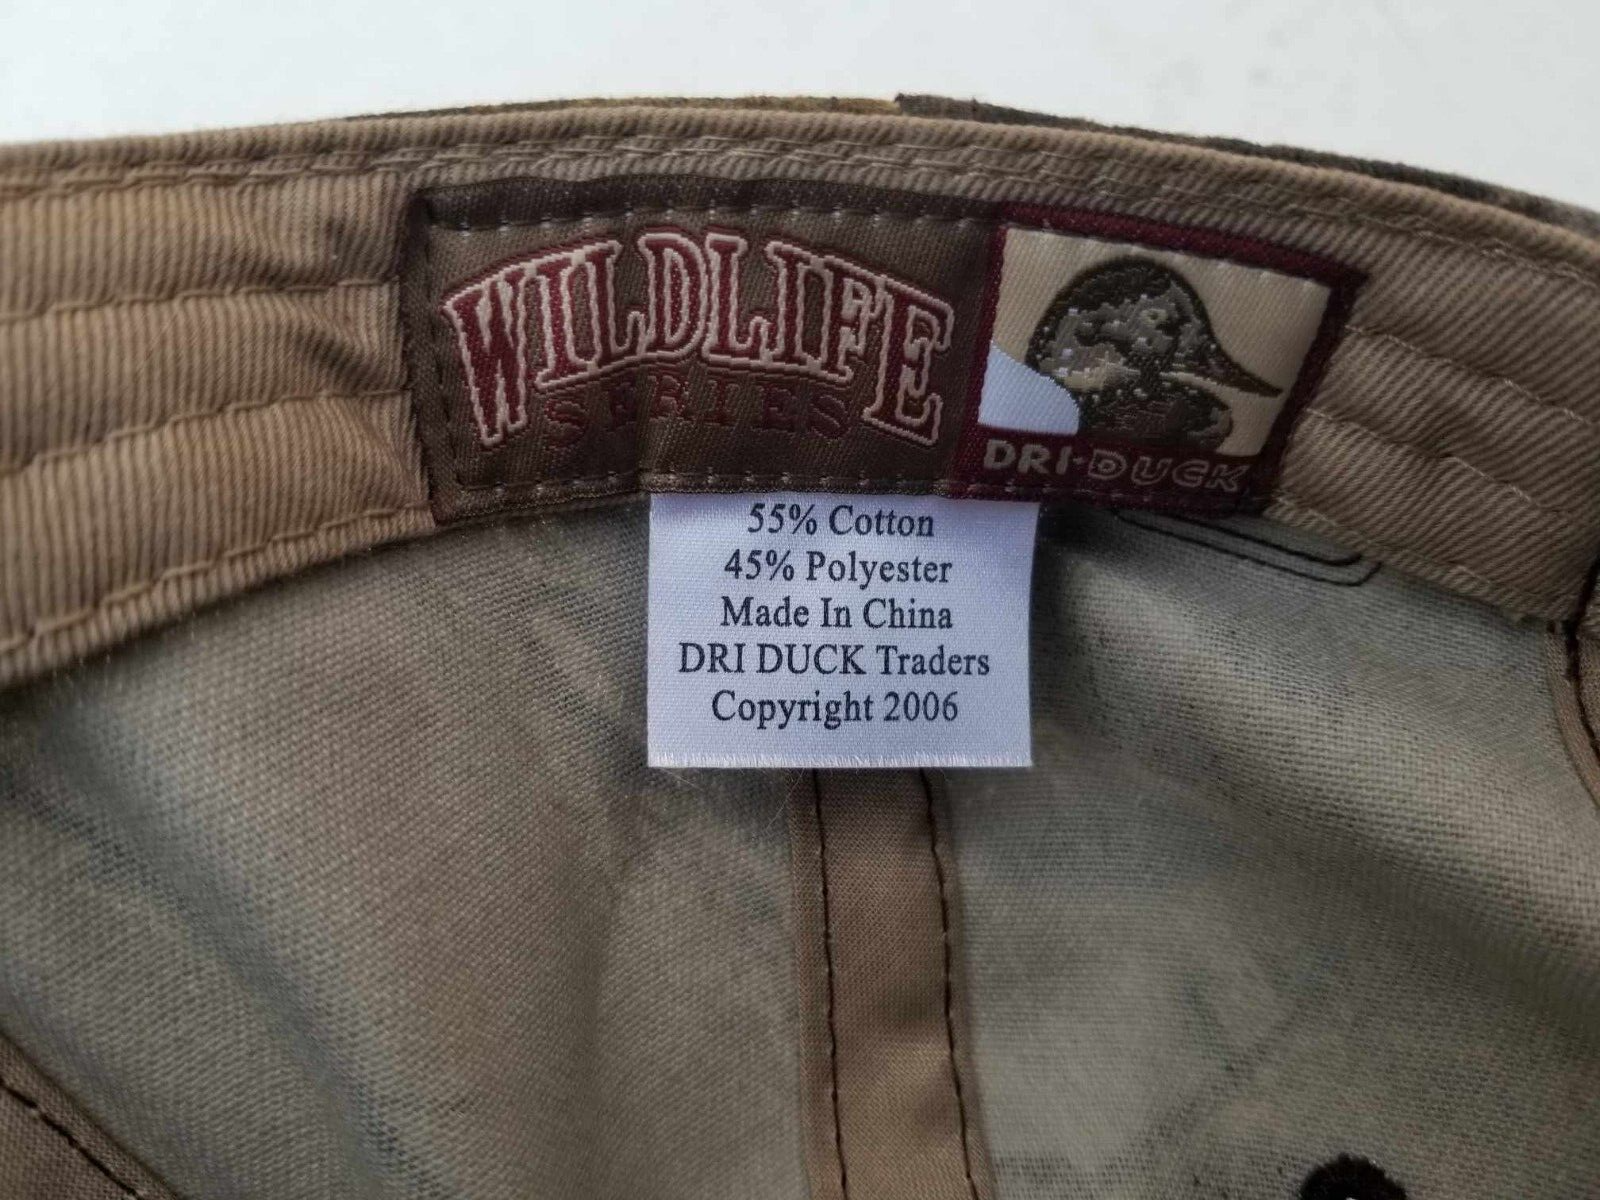 WILDLIFE
SERIES
DRI-DUCK
55% Cotton
45% Polyester
Made In China
DRI DUCK Traders
Copyright 2006